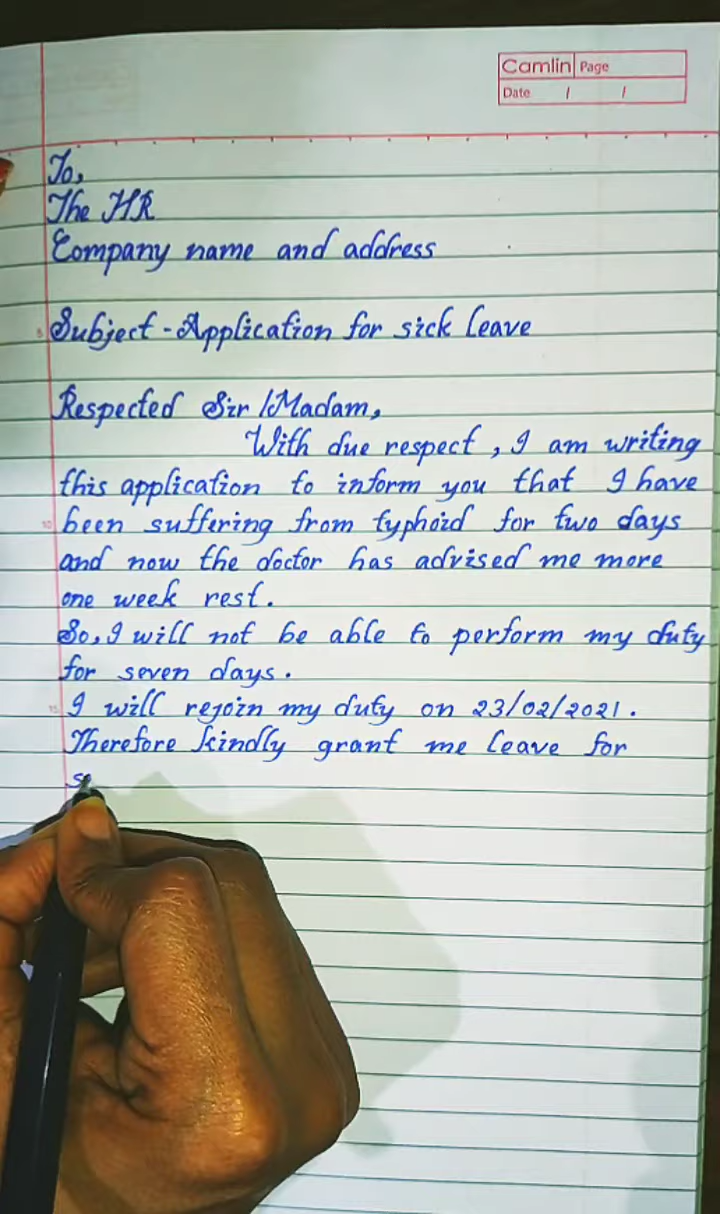 Camlin Page
Date / /
To,
The HR
Company name and address
Subject - Application for sick leave
Respected Sir/Madam,
With due respect, I am writing
this application to inform you that I have
been suffering from typhoid for two days
and now the doctor has advised me more
one week rest.
So, I will not be able to perform my duty
for seven days.
I will rejoin my duty on 23/02/2021.
Therefore kindly grant me leave for